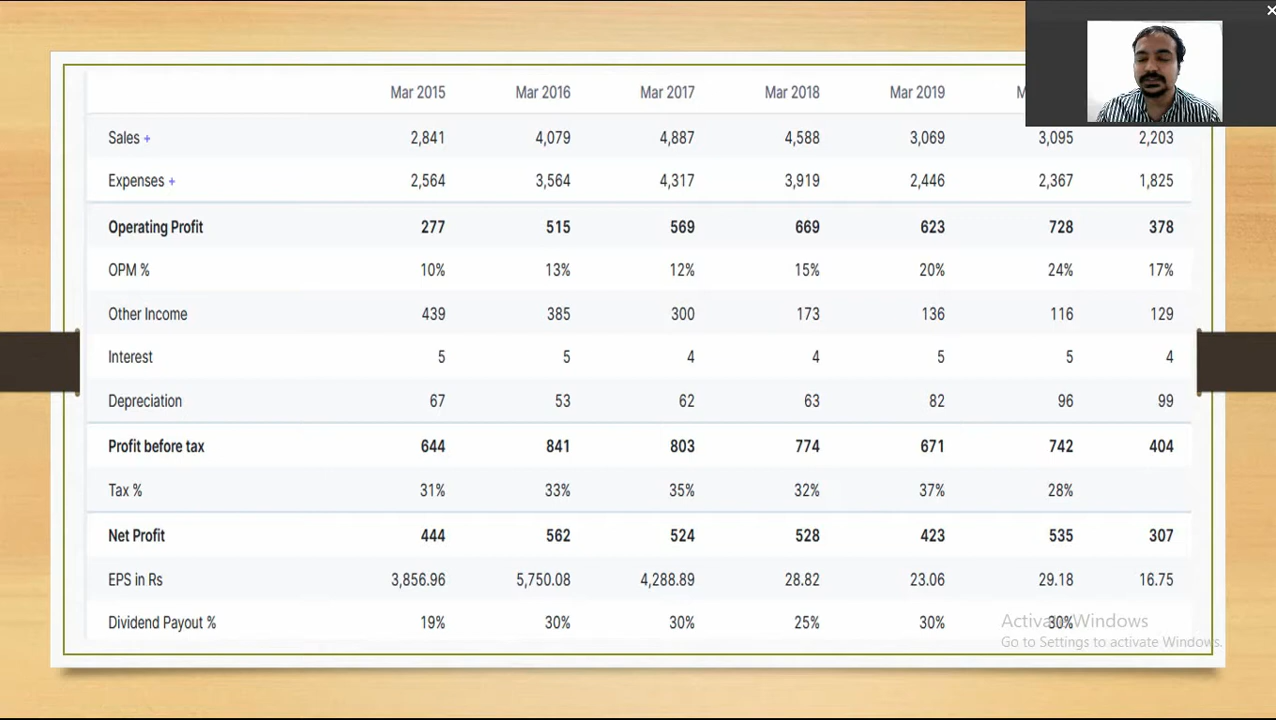 Mar 2015 Mar 2016 Mar 2017 Mar 2018 Mar 2019 M
Sales + 2,841 4,079 4,887 4,588 3,069 3,095 2,203
Expenses + 2,564 3,564 4,317 3,919 2,446 2,367 1,825
Operating Profit 277 515 569 669 623 728 378
OPM % 10% 13% 12% 15% 20% 24% 17%
Other Income 439 385 300 173 136 116 129
Interest 5 5 4 4 5 5 4
Depreciation 67 53 62 63 82 96 99
Profit before tax 644 841 803 774 671 742 404
Tax % 31% 33% 35% 32% 37% 28%
Net Profit 444 562 524 528 423 535 307
EPS in Rs 3,856.96 5,750.08 4,288.89 28.82 23.06 29.18 16.75
Dividend Payout % 19% 30% 30% 25% 30% 30%
Activate Windows
Go to Settings to activate Windows.